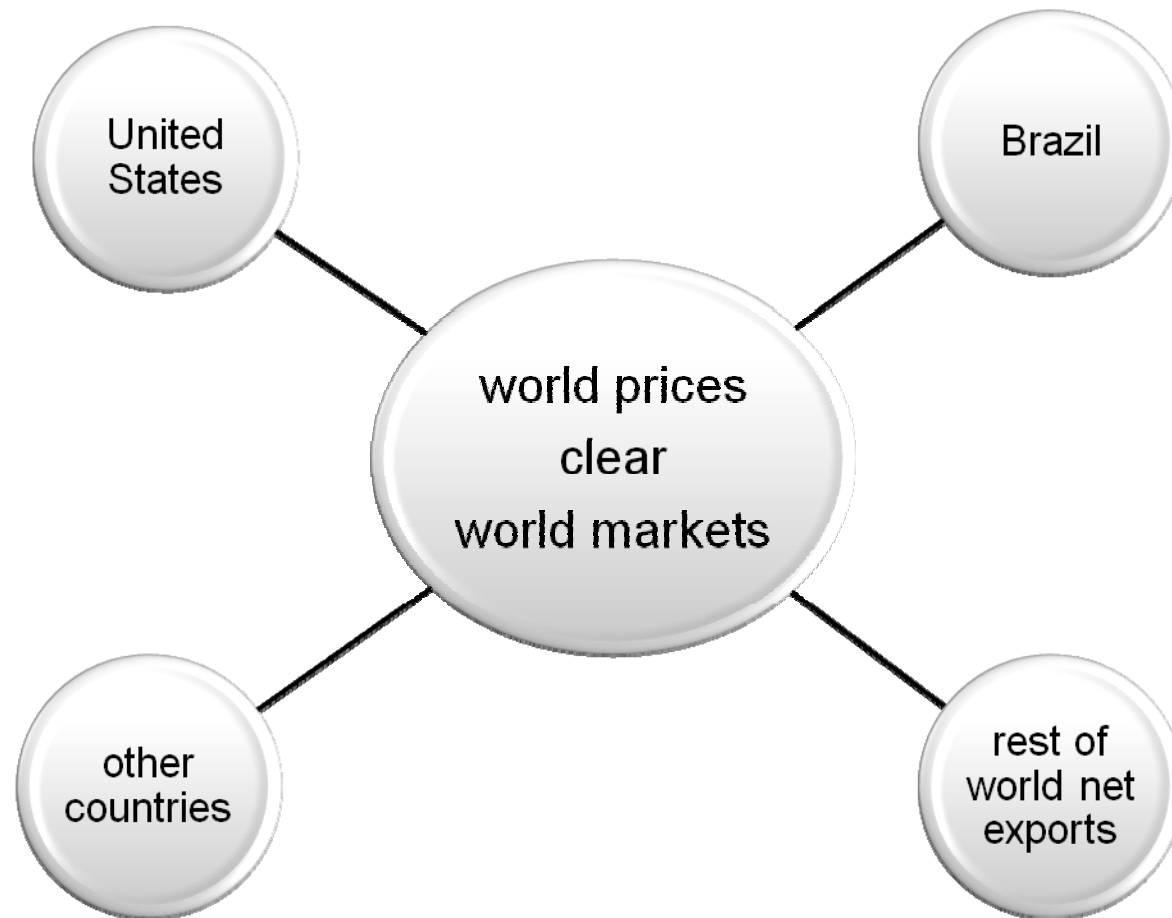 United
States
Brazil
world prices
clear
world markets
other
countries
rest of
world net
exports